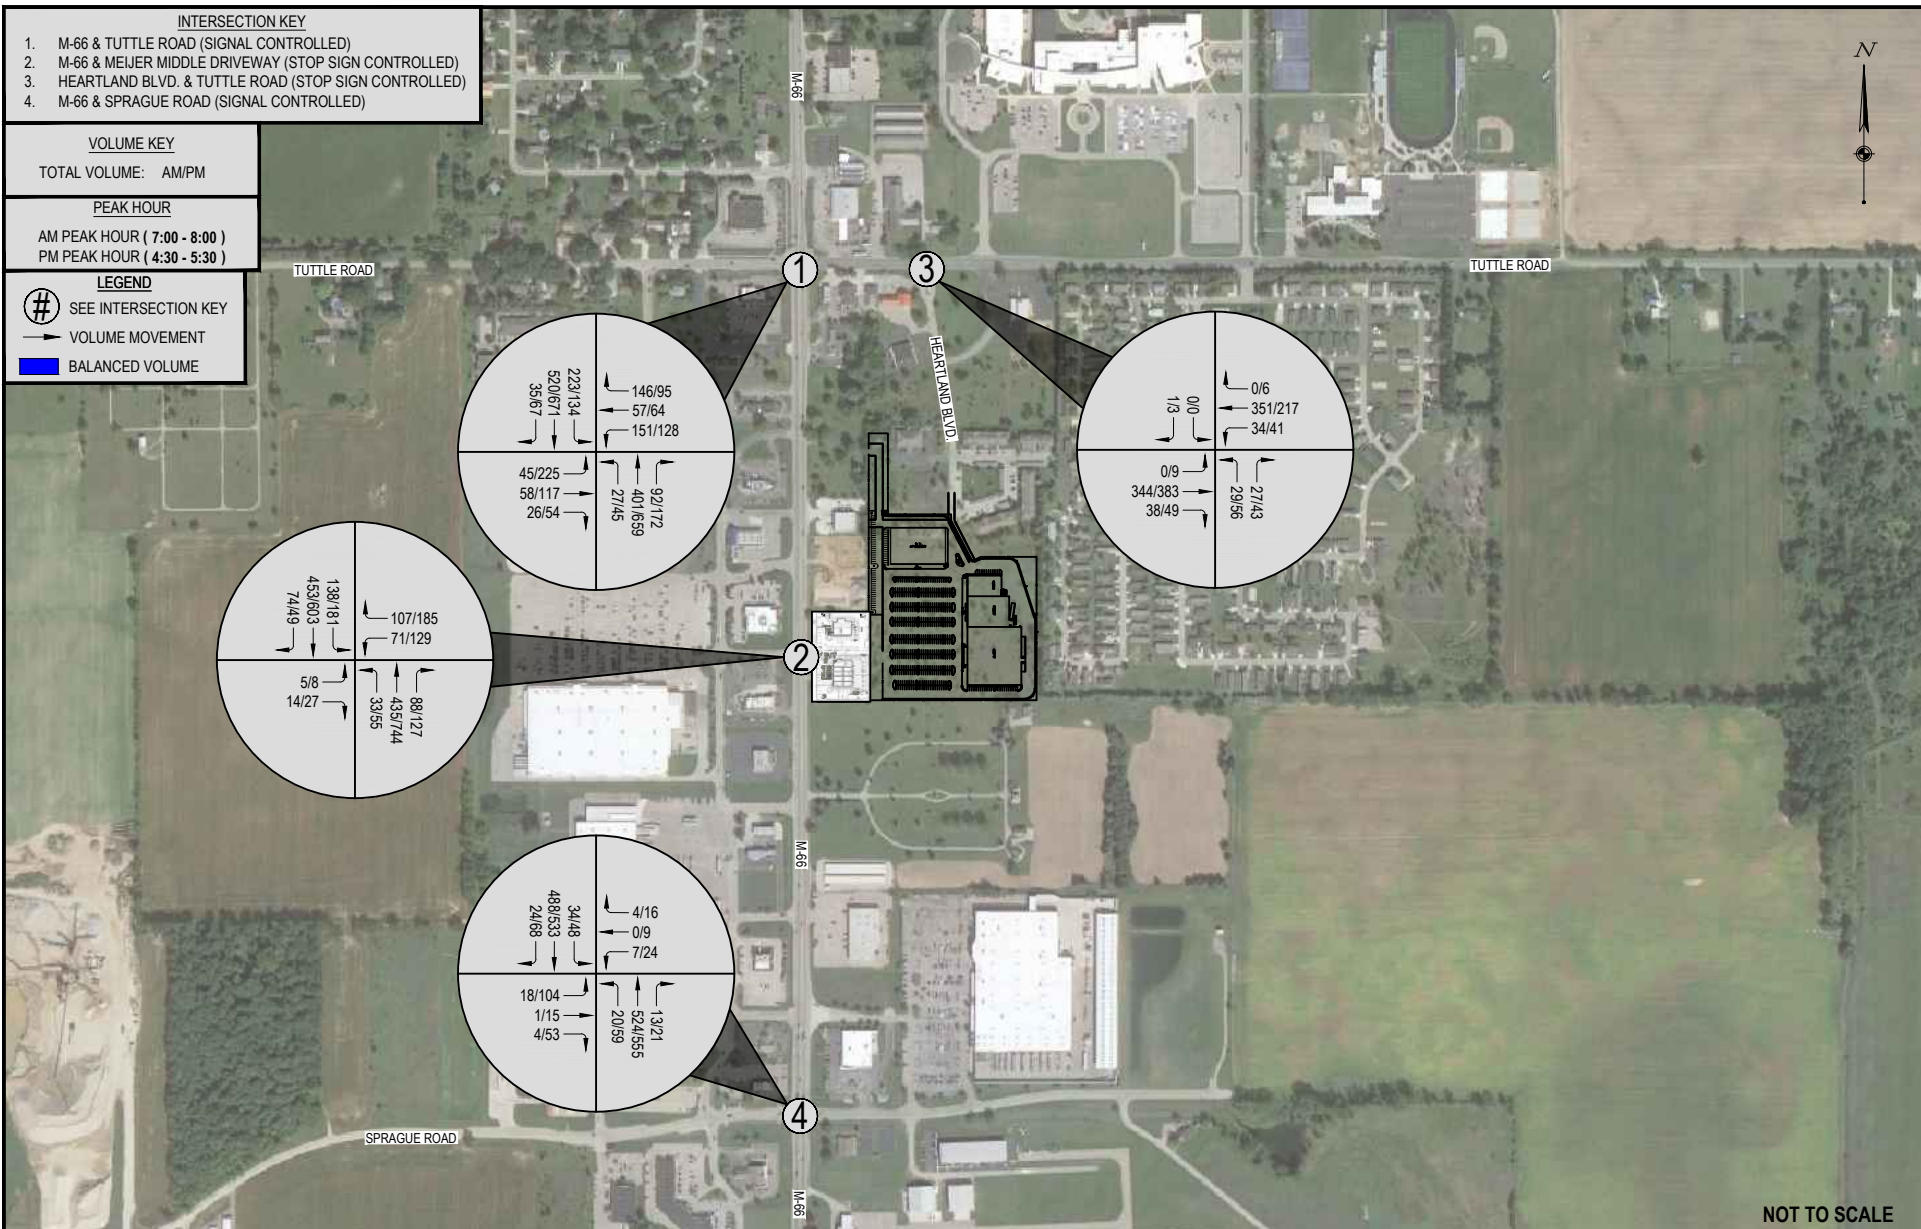 INTERSECTION KEY
1. M-66 & TUTTLE ROAD (SIGNAL CONTROLLED)
2. M-66 & MEIJER MIDDLE DRIVEWAY (STOP SIGN CONTROLLED)
3. HEARTLAND BLVD. & TUTTLE ROAD (STOP SIGN CONTROLLED)
4. M-66 & SPRAGUE ROAD (SIGNAL CONTROLLED)
VOLUME KEY
TOTAL VOLUME: AM/PM
PEAK HOUR
AM PEAK HOUR ( 7:00 - 8:00 )
PM PEAK HOUR ( 4:30 - 5:30 )
LEGEND
# SEE INTERSECTION KEY
VOLUME MOVEMENT
BALANCED VOLUME
N
M-66
TUTTLE ROAD
1
3
TUTTLE ROAD
HEARTLAND BLVD.
35/67
520/671
223/134
146/95
57/64
151/128
45/225
58/117
26/54
27/45
401/659
92/172
1/3
0/0
0/6
351/217
34/41
0/9
344/383
38/49
29/56
27/43
2
74/49
453/603
138/181
107/185
71/129
5/8
14/27
33/55
435/744
88/127
M-66
24/68
488/533
34/48
4/16
0/9
7/24
18/104
1/15
4/53
20/59
524/555
13/21
4
SPRAGUE ROAD
M-66
NOT TO SCALE